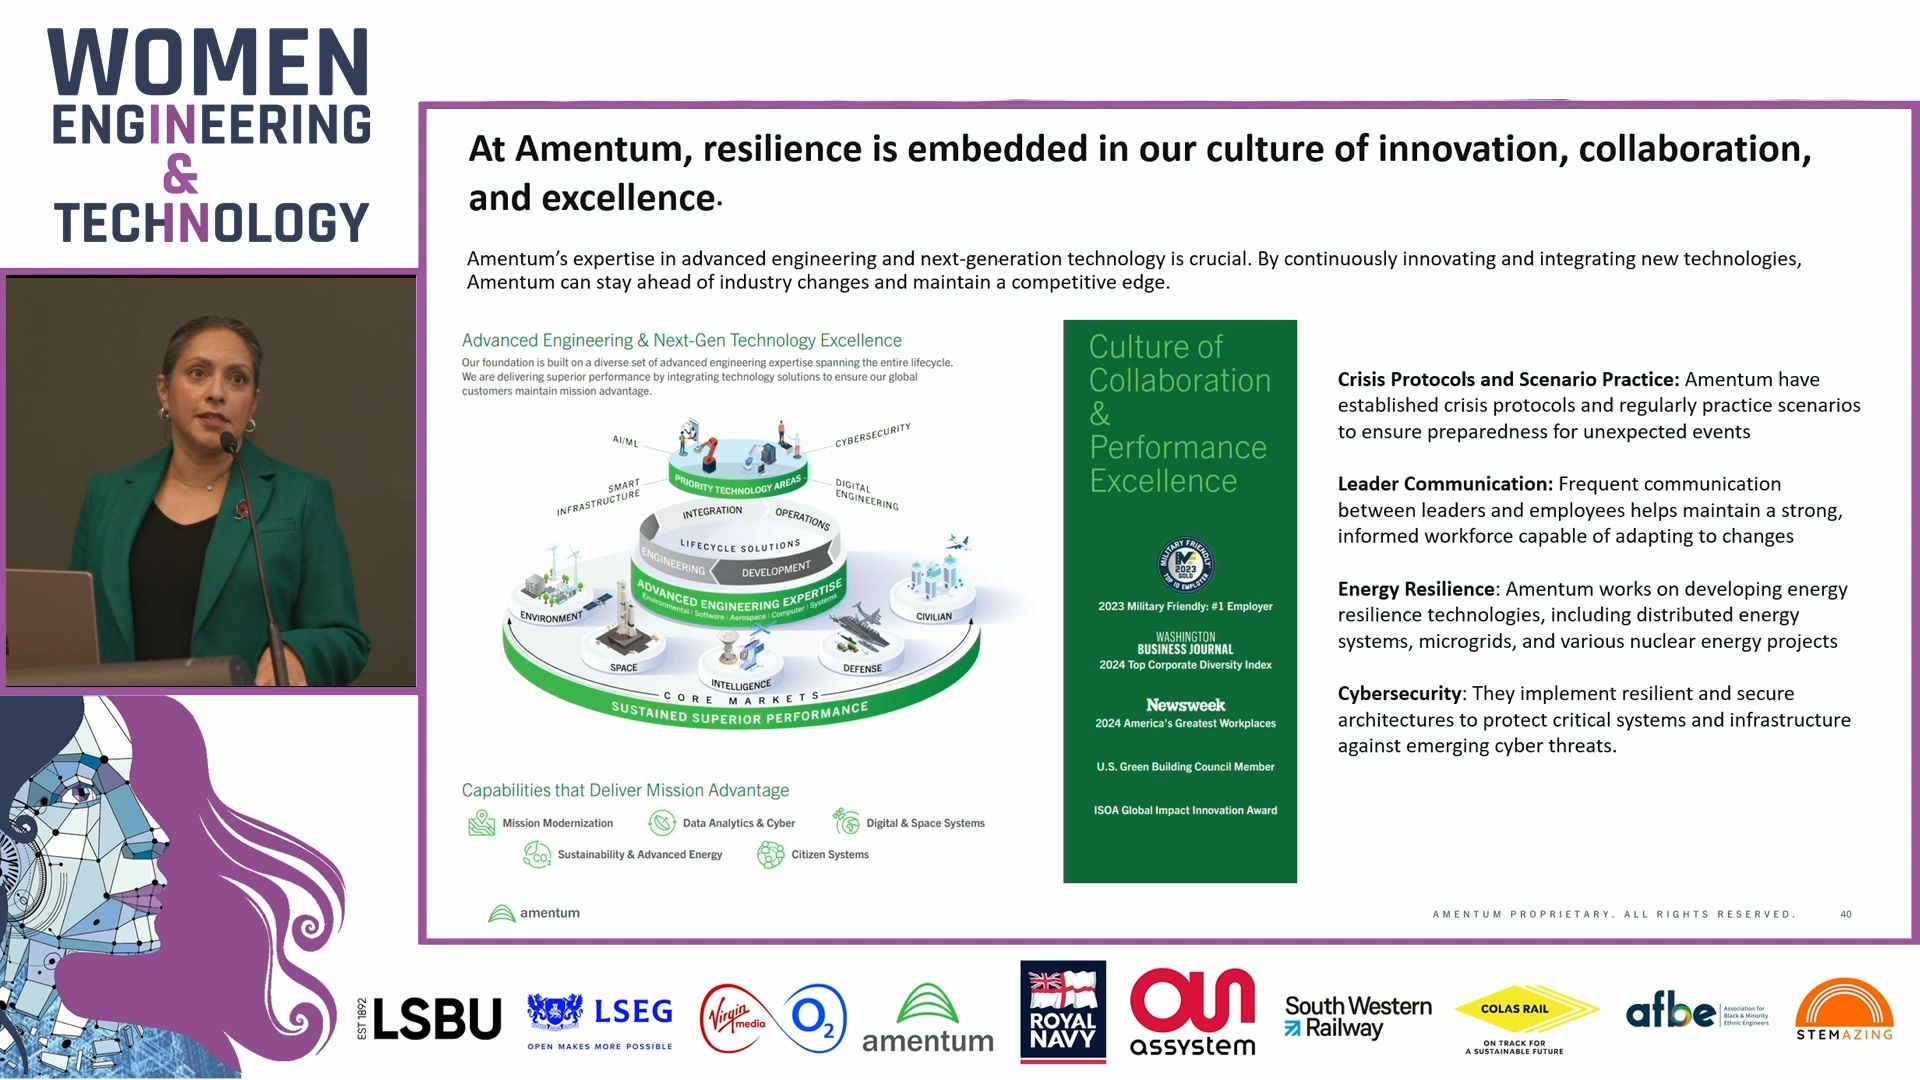 WOMEN
ENGINEERING
&
TECHNOLOGY
At Amentum, resilience is embedded in our culture of innovation, collaboration,
and excellence.
Amentum's expertise in advanced engineering and next-generation technology is crucial. By continuously innovating and integrating new technologies,
Amentum can stay ahead of industry changes and maintain a competitive edge.
Advanced Engineering & Next-Gen Technology Excellence
Our foundation is built on a diverse set of advanced engineering expertise spanning the entire lifecycle.
We are delivering superior performance by integrating technology solutions to ensure our global
customers maintain mission advantage.
AI/ML
CYBERSECURITY
SMART
INFRASTRUCTURE
DIGITAL
ENGINEERING
PRIORITY TECHNOLOGY AREAS
INTEGRATION
OPERATIONS
LIFECYCLE SOLUTIONS
ENGINEERING
DEVELOPMENT
ADVANCED ENGINEERING EXPERTISE
Environmental | Software | Aerospace | Computer | Systems
ENVIRONMENT
CIVILIAN
SPACE
DEFENSE
INTELLIGENCE
CORE MARKETS
SUSTAINED SUPERIOR PERFORMANCE
Capabilities that Deliver Mission Advantage
Mission Modernization
Data Analytics & Cyber
Digital & Space Systems
CO2
Sustainability & Advanced Energy
Citizen Systems
amentum
Culture of
Collaboration
&
Performance
Excellence
MILITARY FRIENDLY
2023
GOLD
TOP 10 EMPLOYER
2023 Military Friendly: #1 Employer
WASHINGTON
BUSINESS JOURNAL
2024 Top Corporate Diversity Index
Newsweek
2024 America's Greatest Workplaces
U.S. Green Building Council Member
ISOA Global Impact Innovation Award
Crisis Protocols and Scenario Practice: Amentum have
established crisis protocols and regularly practice scenarios
to ensure preparedness for unexpected events
Leader Communication: Frequent communication
between leaders and employees helps maintain a strong,
informed workforce capable of adapting to changes
Energy Resilience: Amentum works on developing energy
resilience technologies, including distributed energy
systems, microgrids, and various nuclear energy projects
Cybersecurity: They implement resilient and secure
architectures to protect critical systems and infrastructure
against emerging cyber threats.
AMENTUM PROPRIETARY. ALL RIGHTS RESERVED.
40
EST 1892
LSBU
LSEG
OPEN MAKES MORE POSSIBLE
Virgin
media
O2
amentum
ROYAL
NAVY
assystem
South Western
Railway
COLAS RAIL
ON TRACK FOR
A SUSTAINABLE FUTURE
afbe
Association for
Black & Minority
Ethnic Engineers
STEMAZING